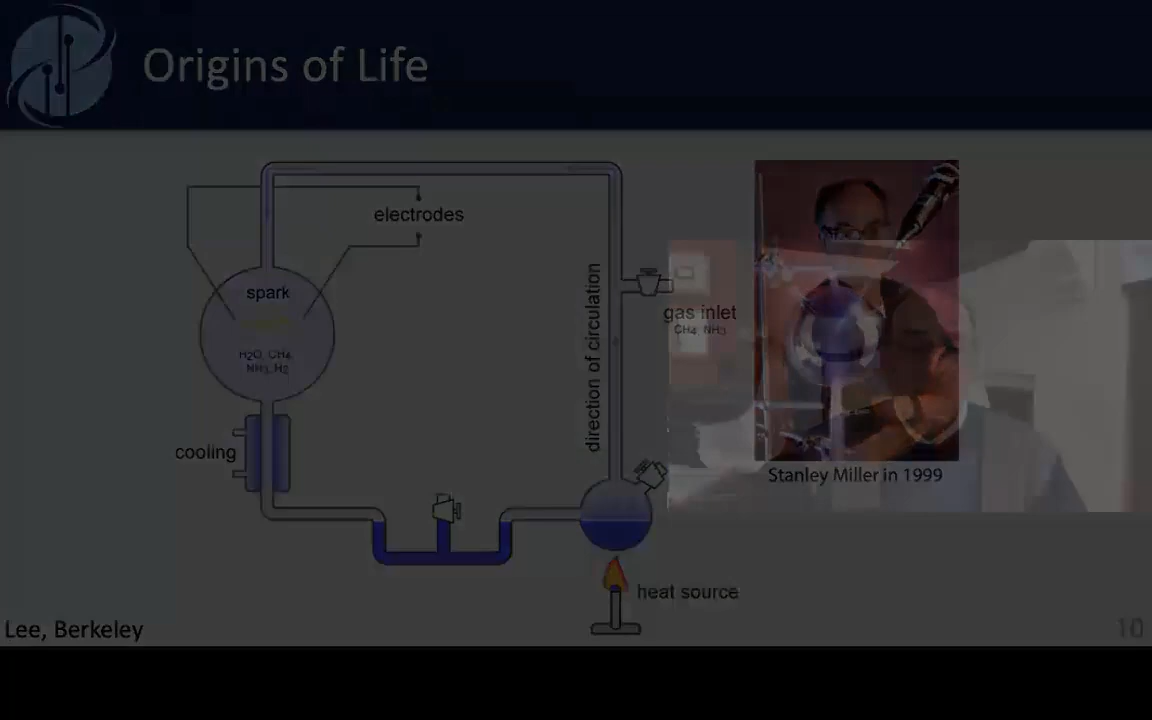 Origins of Life
electrodes
spark
H2O, CH4
NH3, H2
direction of circulation
gas inlet
CH4, NH3
cooling
Stanley Miller in 1999
heat source
Lee, Berkeley
10